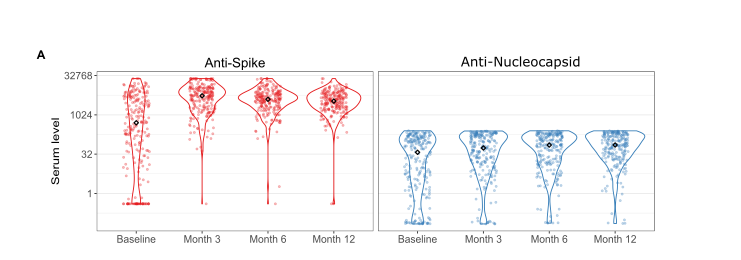 A
Anti-Spike
Anti-Nucleocapsid
32768
1024
32
1
Serum level
Baseline Month 3 Month 6 Month 12
Baseline Month 3 Month 6 Month 12